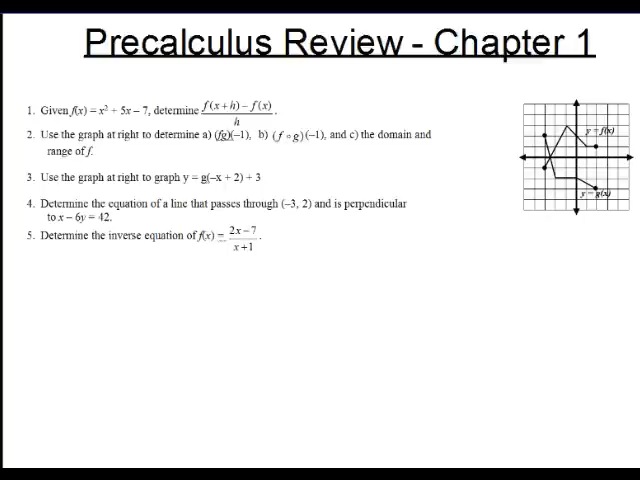 Precalculus Review - Chapter 1
1. Given f(x) = x² + 5x – 7, determine \frac{f(x+h) – f(x)}{h}.
2. Use the graph at right to determine a) (fg)(–1), b) (f ∘ g)(–1), and c) the domain and
range of f.
y = f(x)
y = g(x)
3. Use the graph at right to graph y = g(–x + 2) + 3
4. Determine the equation of a line that passes through (–3, 2) and is perpendicular
to x – 6y = 42.
5. Determine the inverse equation of f(x) = \frac{2x – 7}{x + 1}.